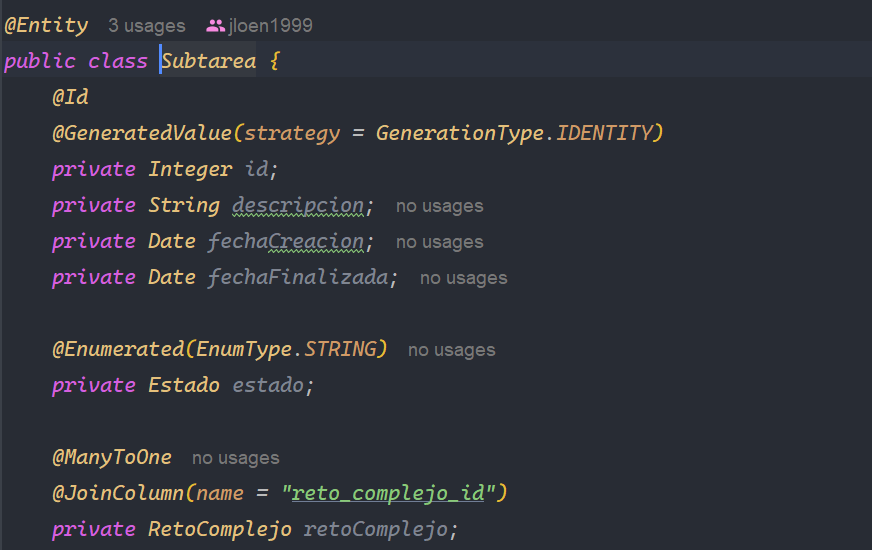 @Entity 3 usages jloen1999
public class Subtarea {
@Id
@GeneratedValue(strategy = GenerationType.IDENTITY)
private Integer id;
private String descripcion; no usages
private Date fechaCreacion; no usages
private Date fechaFinalizada; no usages
@Enumerated(EnumType.STRING) no usages
private Estado estado;
@ManyToOne no usages
@JoinColumn(name = "reto_complejo_id")
private RetoComplejo retoComplejo;